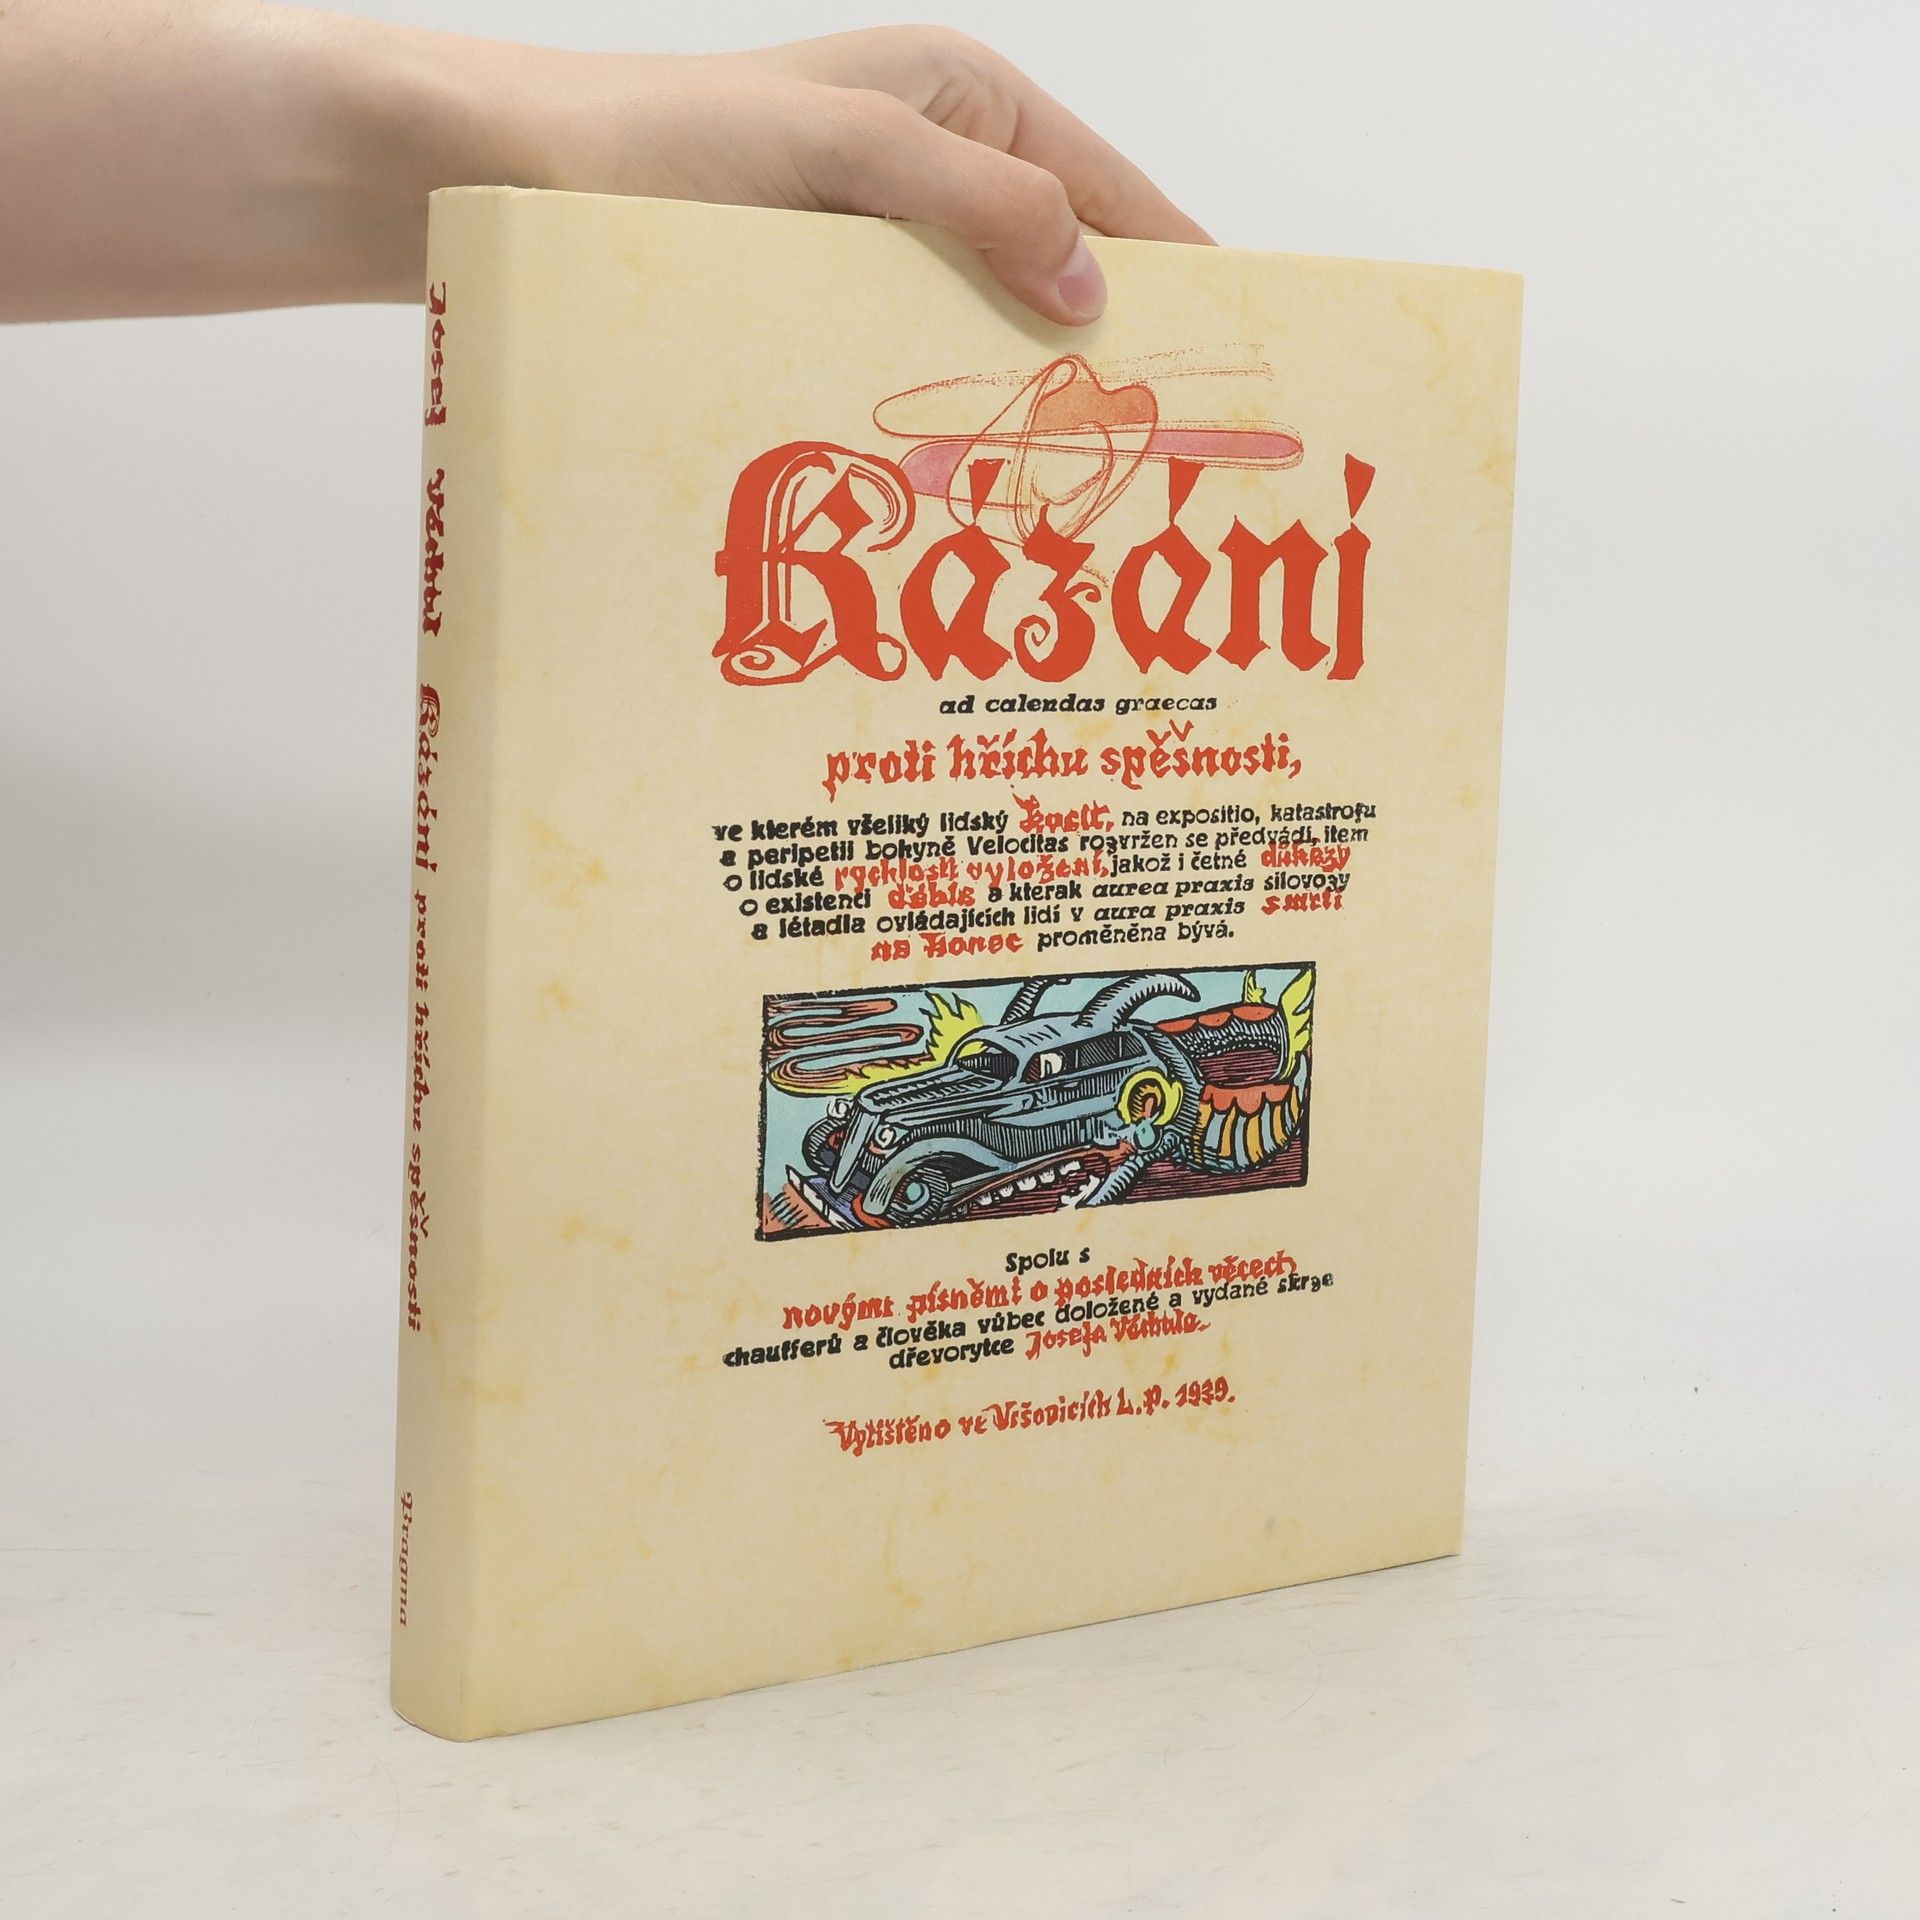 Josef Váchal Kázání proti hříchu spěšnosti
Pragma
Kázání
ad calendas graecas
proti hříchu spěšnosti,
ve kterém všeliký lidský kvalt, na expositio, katastrofu
a peripetii bohyně Velocitas rozvržen se předvádí, item
o lidské rychlosti vyložení, jakož i četné důkazy
o existenci ďábla a kterak aurea praxis silovozy
a létadla ovládajících lidí v aura praxis smrti
na konec proměněna bývá.
Spolu s
novými písněmi o posledních věcech
chaufferů a člověka vůbec doložené a vydané skrze
dřevorytce Josefa Váchala.
Vytištěno ve Vršovicích L.P. 1939.